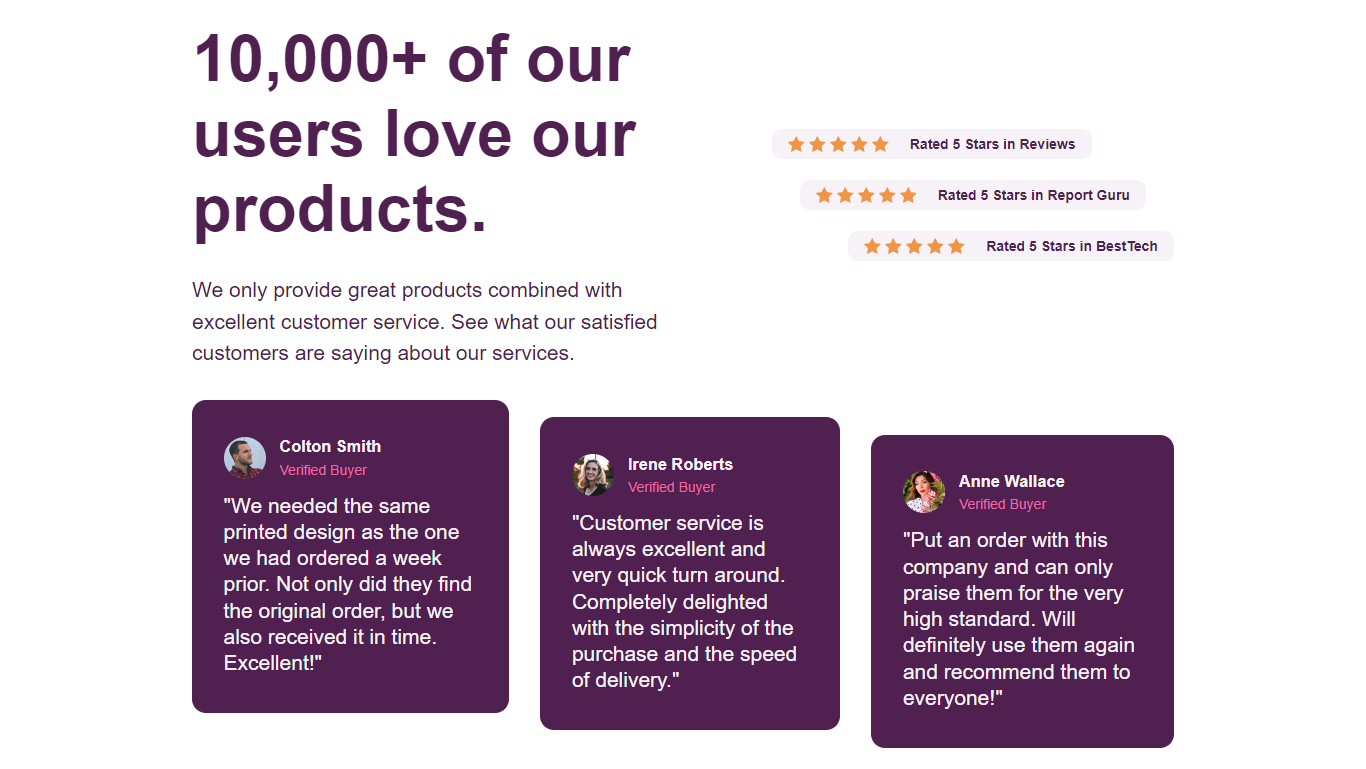 10,000+ of our
users love our
products.
We only provide great products combined with
excellent customer service. See what our satisfied
customers are saying about our services.
Rated 5 Stars in Reviews
Rated 5 Stars in Report Guru
Rated 5 Stars in BestTech
Colton Smith
Verified Buyer
"We needed the same
printed design as the one
we had ordered a week
prior. Not only did they find
the original order, but we
also received it in time.
Excellent!"
Irene Roberts
Verified Buyer
"Customer service is
always excellent and
very quick turn around.
Completely delighted
with the simplicity of the
purchase and the speed
of delivery."
Anne Wallace
Verified Buyer
"Put an order with this
company and can only
praise them for the very
high standard. Will
definitely use them again
and recommend them to
everyone!"